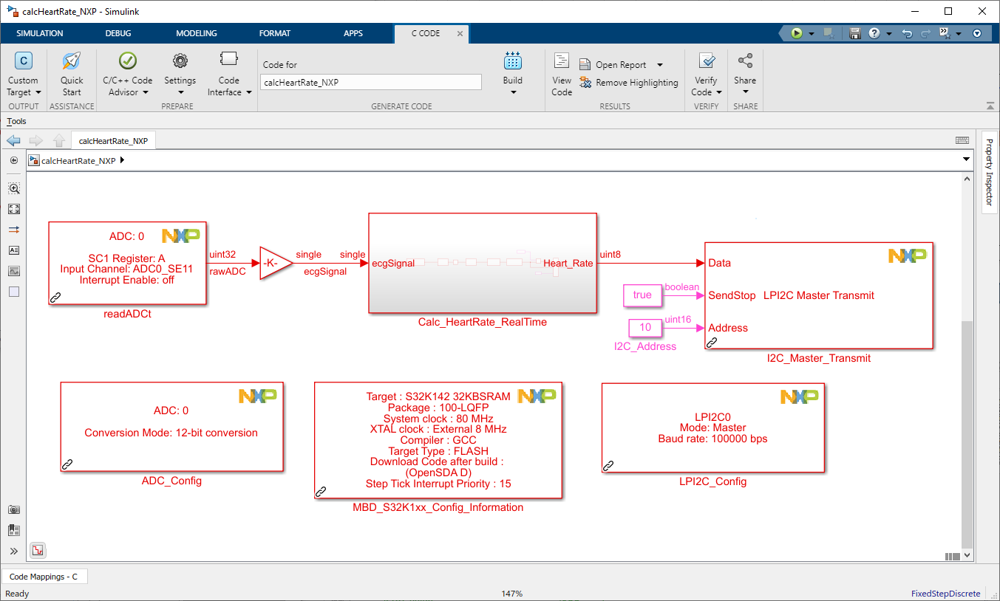 calcHeartRate_NXP - Simulink
SIMULATION DEBUG MODELING FORMAT APPS C CODE
?
C
Custom Target
Quick Start
C/C++ Code Advisor
Settings
Code Interface
Code for
calcHeartRate_NXP
Build
View Code
Open Report
Remove Highlighting
Verify Code
Share
OUTPUT ASSISTANCE PREPARE GENERATE CODE RESULTS VERIFY SHARE
Tools
calcHeartRate_NXP
calcHeartRate_NXP
Property Inspector
ADC: 0
NXP
SC1 Register: A
Input Channel: ADC0_SE11
Interrupt Enable: off
readADCt
uint32
rawADC
-K-
single single
ecgSignal
ecgSignal Heart_Rate
Calc_HeartRate_RealTime
uint8
NXP
Data
true
boolean
SendStop LPI2C Master Transmit
10
uint16
Address
I2C_Address
I2C_Master_Transmit
NXP
ADC: 0
Conversion Mode: 12-bit conversion
ADC_Config
NXP
Target : S32K142 32KBSRAM
Package : 100-LQFP
System clock : 80 MHz
XTAL clock : External 8 MHz
Compiler : GCC
Target Type : FLASH
Download Code after build :
(OpenSDA D)
Step Tick Interrupt Priority : 15
MBD_S32K1xx_Config_Information
NXP
LPI2C0
Mode: Master
Baud rate: 100000 bps
LPI2C_Config
Code Mappings - C
Ready 147% FixedStepDiscrete